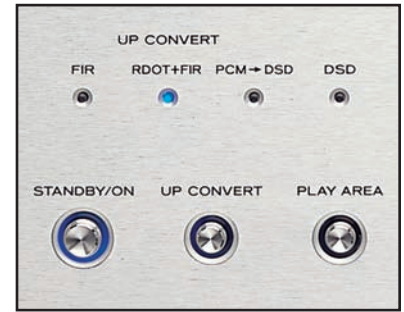 UP CONVERT
FIR RDOT+FIR PCM→DSD DSD
STANDBY/ON UP CONVERT PLAY AREA